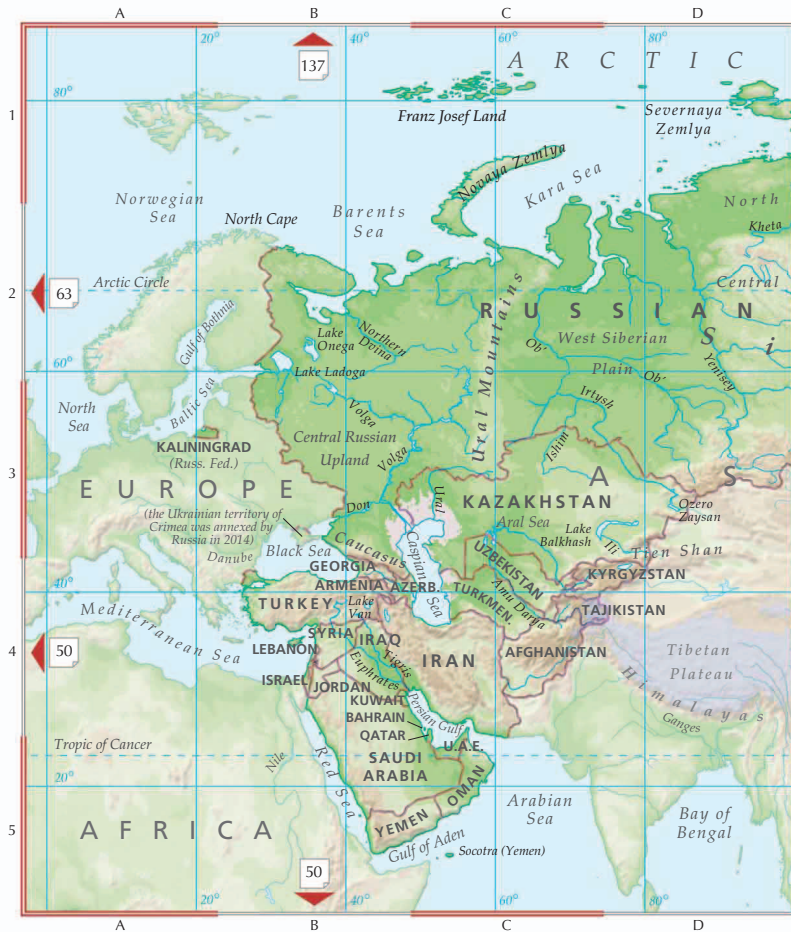 A B C D
20° 60° 80°
137
A R C T I C
80°
1
Franz Josef Land
Severnaya
Zemlya
Novaya Zemlya
Kara Sea
Norwegian
Sea
North Cape
Barents
Sea
North
Kheta
Arctic Circle
2
63
Central
R U S S I A N
Gulf of Bothnia
Lake
Onega
Northern
Dvina
Ural Mountains
West Siberian
Plain
S i
Ob'
Ob'
Yenisey
60°
Lake Ladoga
Baltic Sea
Irtysh
North
Sea
Volga
KALININGRAD
(Russ. Fed.)
Central Russian
Upland
Volga
Ishim
3
E U R O P E
A S
KAZAKHSTAN
Ural
Don
(the Ukrainian territory of
Crimea was annexed by
Russia in 2014)
Aral Sea
Ozero
Zaysan
Lake
Balkhash
Ili
Black Sea
Danube
Caucasus
Caspian Sea
Tien Shan
GEORGIA
UZBEKISTAN
KYRGYZSTAN
40°
ARMENIA AZERB.
TURKMEN.
Amu Darya
TURKEY
Lake
Van
TAJIKISTAN
Mediterranean Sea
SYRIA
IRAQ
4
50
LEBANON
IRAN
AFGHANISTAN
Tibetan
Plateau
Tigris
Euphrates
ISRAEL
JORDAN
KUWAIT
Persian Gulf
Himalayas
BAHRAIN
QATAR
Ganges
Tropic of Cancer
Nile
U.A.E.
Red Sea
SAUDI
ARABIA
20°
OMAN
Arabian
Sea
Bay of
Bengal
5
A F R I C A
YEMEN
Gulf of Aden
Socotra (Yemen)
50
20° 40° 60° 80°
A B C D